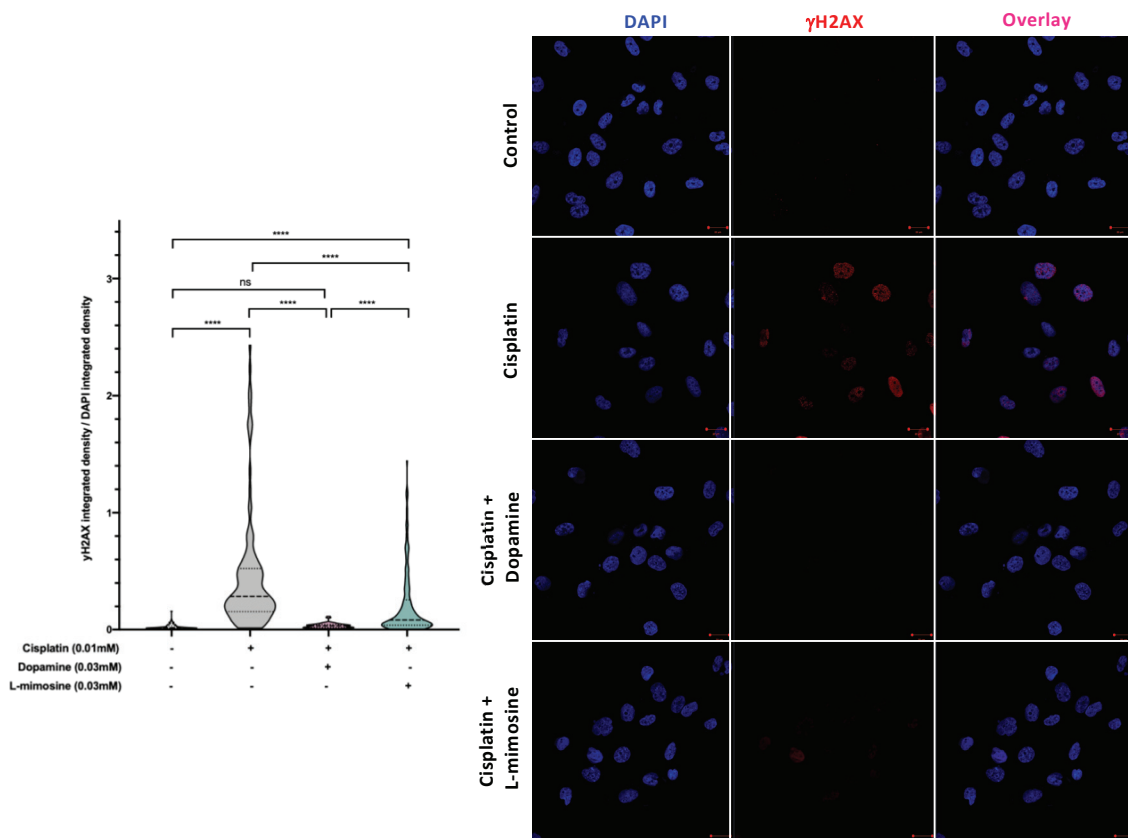 DAPI
γH2AX
Overlay
Control
Cisplatin
Cisplatin +
Dopamine
Cisplatin +
L-mimosine
γH2AX integrated density / DAPI integrated density
****
****
ns
****
****
****
3
2
1
0
Cisplatin (0.01mM) - + + +
Dopamine (0.03mM) - - + -
L-mimosine (0.03mM) - - - +